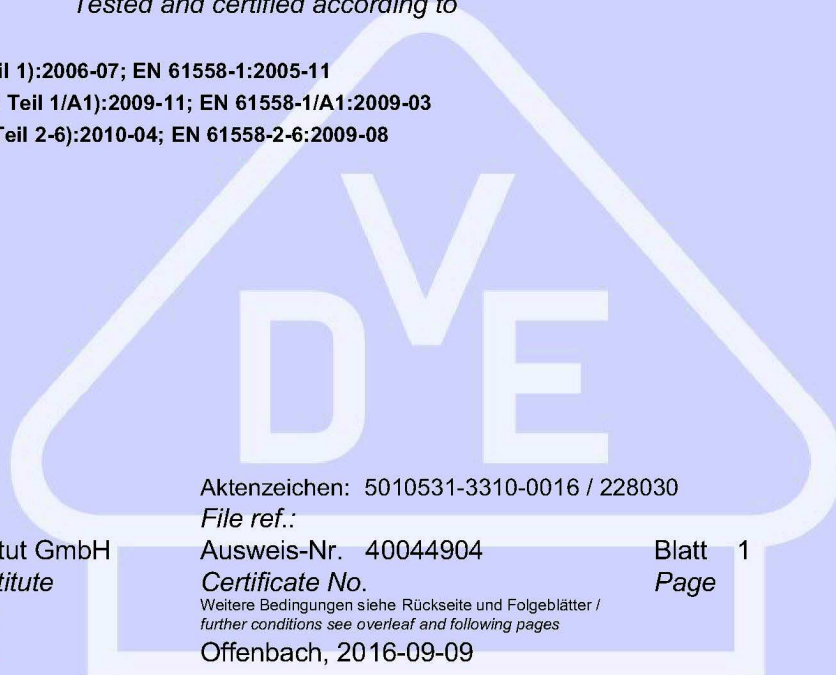 Tested and certified according to
il 1):2006-07; EN 61558-1:2005-11
Teil 1/A1):2009-11; EN 61558-1/A1:2009-03
Teil 2-6):2010-04; EN 61558-2-6:2009-08
DVE
Aktenzeichen: 5010531-3310-0016 / 228030
File ref.:
tut GmbH Ausweis-Nr. 40044904 Blatt 1
titute Certificate No. Page
Weitere Bedingungen siehe Rückseite und Folgeblätter /
further conditions see overleaf and following pages
Offenbach, 2016-09-09